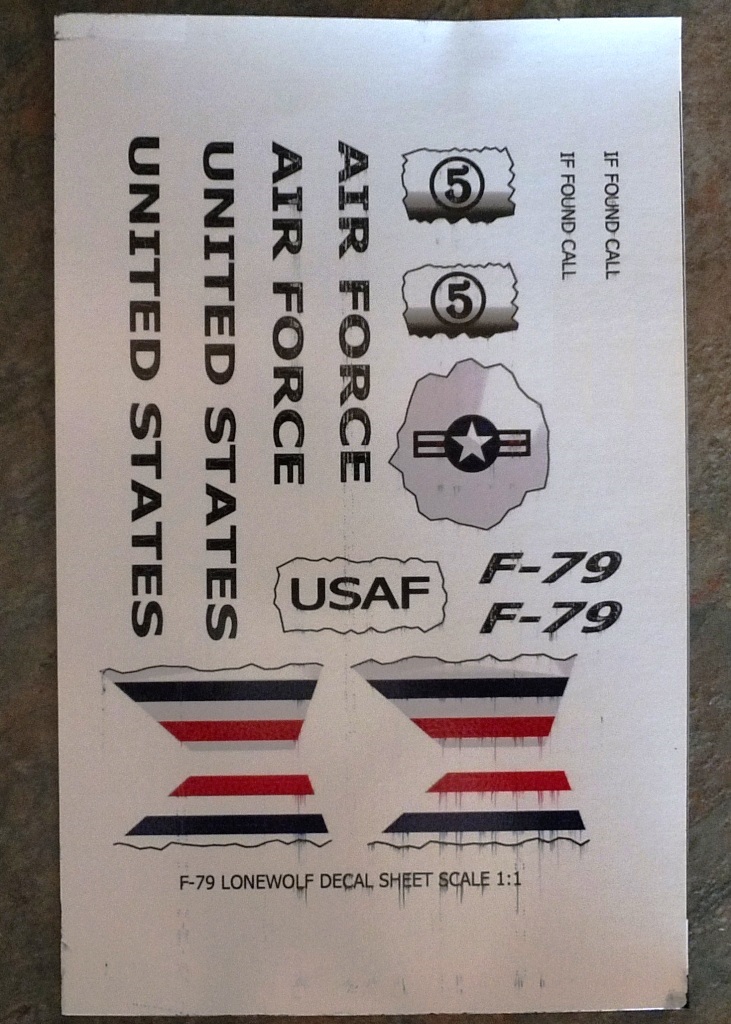 UNITED STATES
UNITED STATES
AIR FORCE
AIR FORCE
5
5
IF FOUND CALL
IF FOUND CALL
USAF
F-79
F-79
F-79 LONEWOLF DECAL SHEET SCALE 1:1